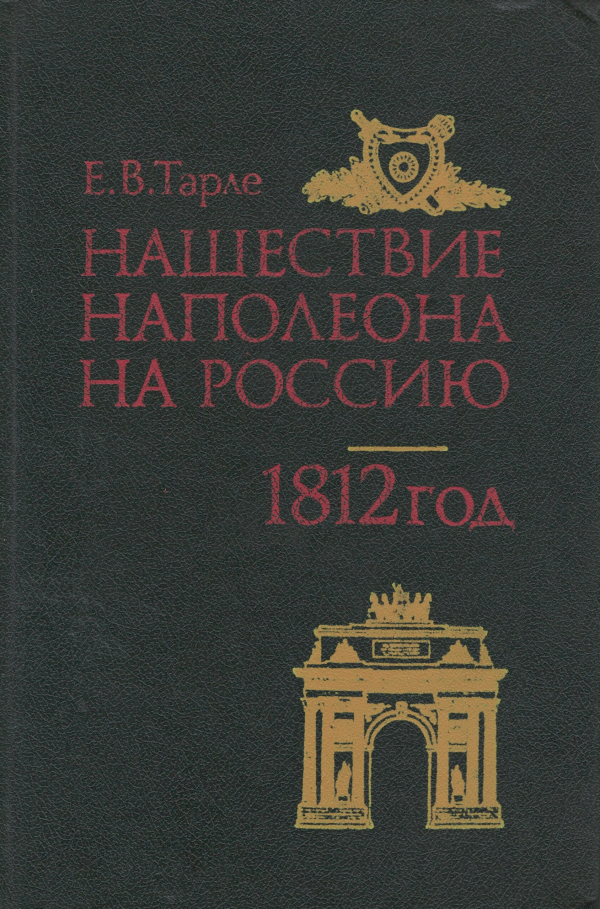 Е. В. Тарле
НАШЕСТВИЕ
НАПОЛЕОНА
НА РОССИЮ
1812 год